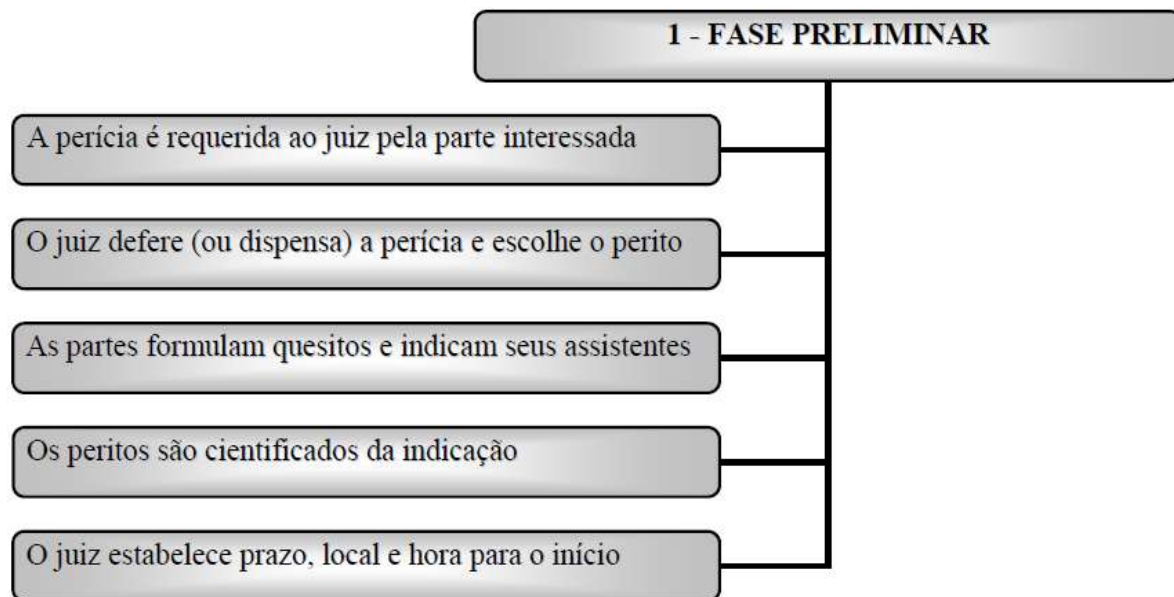 1 - FASE PRELIMINAR
A perícia é requerida ao juiz pela parte interessada
O juiz defere (ou dispensa) a perícia e escolhe o perito
As partes formulam quesitos e indicam seus assistentes
Os peritos são cientificados da indicação
O juiz estabelece prazo, local e hora para o início